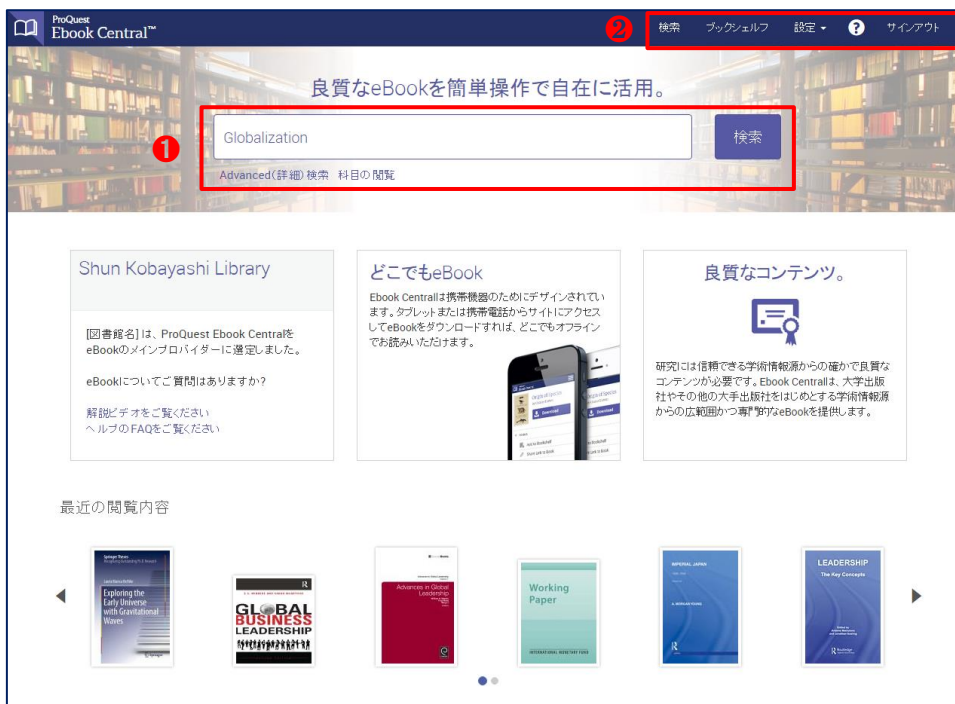 ProQuest
Ebook Central™
❷
検索 ブックシェルフ 設定 ? サインアウト
良質なeBookを簡単操作で自在に活用。
❶
Globalization
検索
Advanced(詳細)検索 科目の閲覧
Shun Kobayashi Library
[図書館名]は、ProQuest Ebook Centralを
eBookのメインプロバイダーに選定しました。
eBookについてご質問はありますか?
解説ビデオをご覧ください
ヘルプのFAQをご覧ください
どこでもeBook
Ebook Centralは携帯機器のためにデザインされてい
ます。タブレットまたは携帯電話からサイトにアクセス
してeBookをダウンロードすれば、どこでもオフライン
でお読みいただけます。
良質なコンテンツ。
研究には信頼できる学術情報源からの確かで良質な
コンテンツが必要です。Ebook Centralは、大学出版
社やその他の大手出版社をはじめとする学術情報源
からの広範囲かつ専門的なeBookを提供します。
最近の閲覧内容
Springer Theses
Exploring the
Early Universe
with Gravitational
Waves
Springer
R
GLOBAL
BUSINESS
LEADERSHIP
Advances in Global
Leadership
Working
Paper
INTERNATIONAL MONETARY FUND
IMPERIAL JAPAN
R
LEADERSHIP
The Key Concepts
Routledge